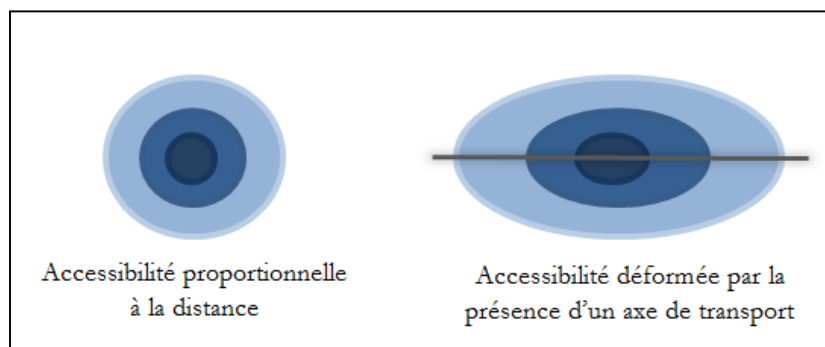 Accessibilité proportionnelle
à la distance
Accessibilité déformée par la
présence d'un axe de transport